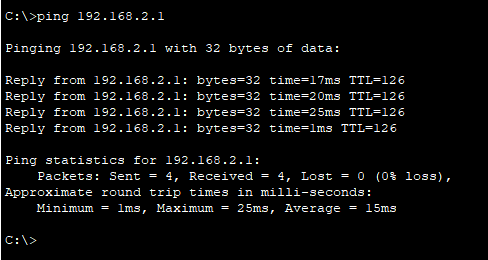 C:\>ping 192.168.2.1
Pinging 192.168.2.1 with 32 bytes of data:
Reply from 192.168.2.1: bytes=32 time=17ms TTL=126
Reply from 192.168.2.1: bytes=32 time=20ms TTL=126
Reply from 192.168.2.1: bytes=32 time=25ms TTL=126
Reply from 192.168.2.1: bytes=32 time=1ms TTL=126
Ping statistics for 192.168.2.1:
    Packets: Sent = 4, Received = 4, Lost = 0 (0% loss),
Approximate round trip times in milli-seconds:
    Minimum = 1ms, Maximum = 25ms, Average = 15ms
C:\>